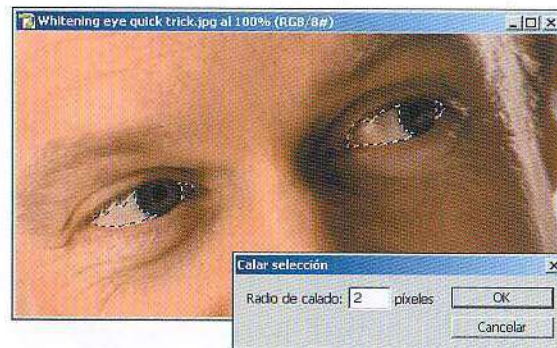 Whitening eye quick trick.jpg al 100% (RGB/8#)
Calar selección
Radio de calado: 2 píxeles
OK
Cancelar